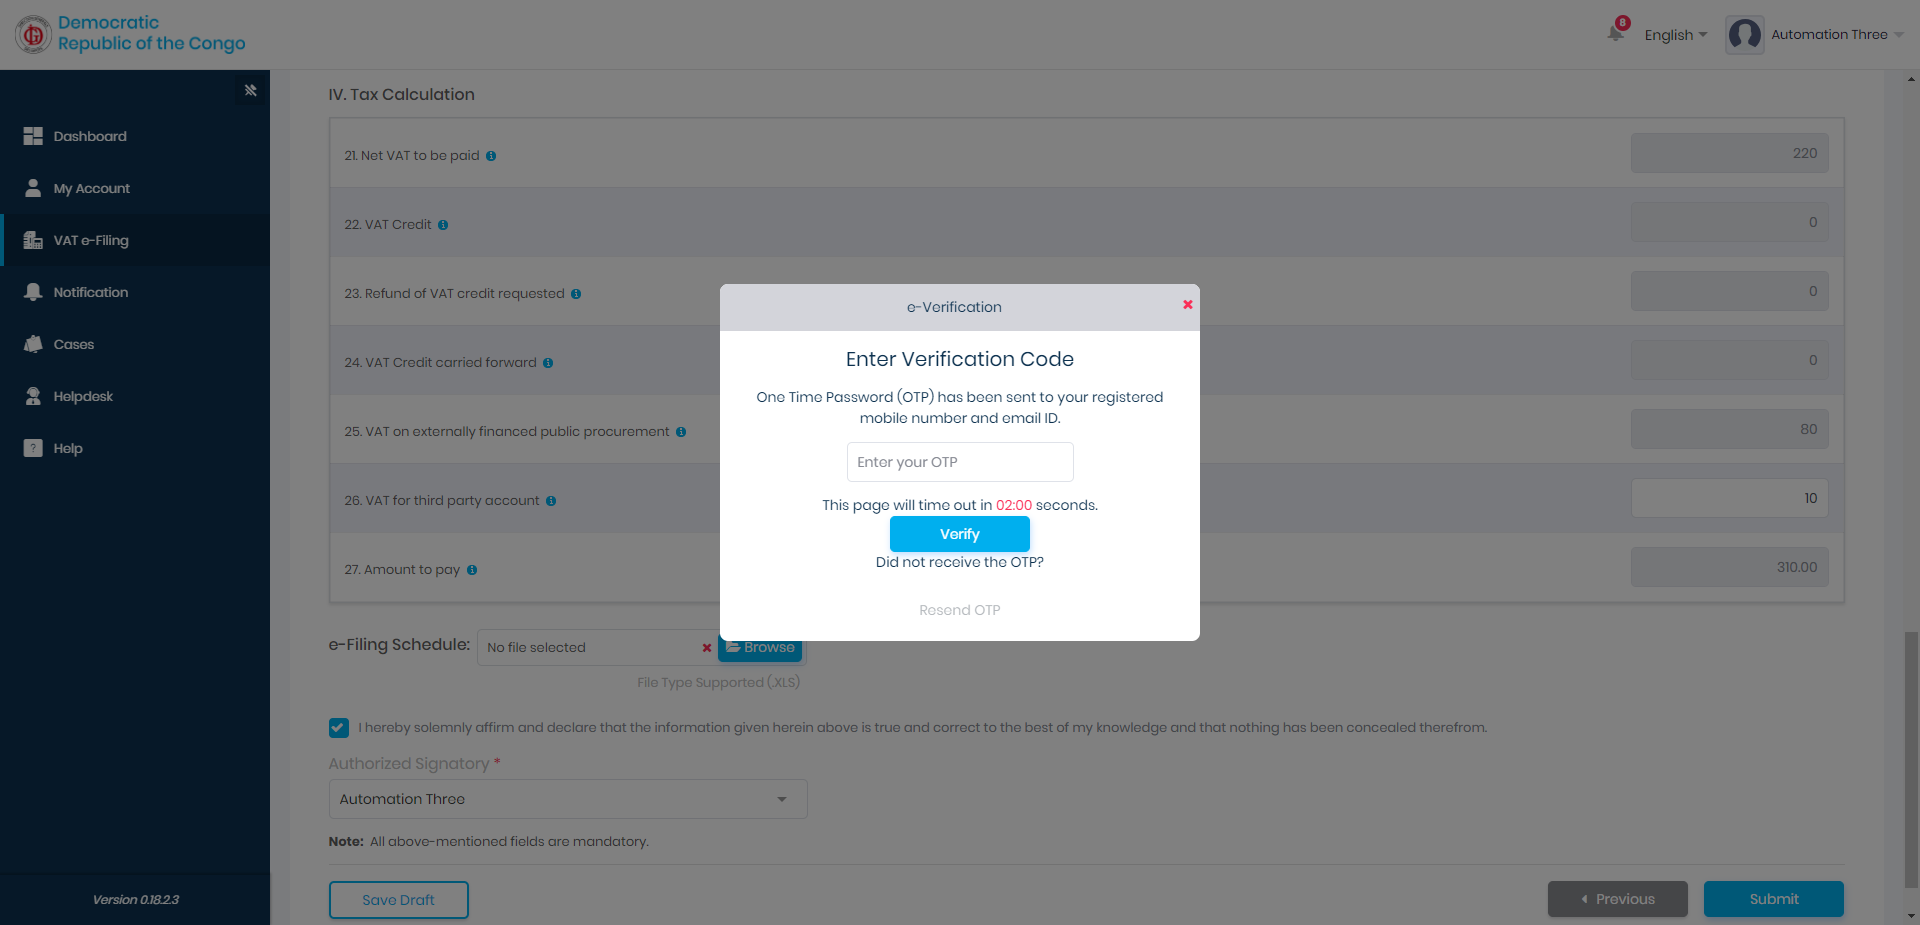 Democratic
Republic of the Congo
8
English
Automation Three
Dashboard
My Account
VAT e-Filing
Notification
Cases
Helpdesk
? Help
Version 0.18.2.3
IV. Tax Calculation
21. Net VAT to be paid 220
22. VAT Credit 0
23. Refund of VAT credit requested 0
24. VAT Credit carried forward 0
25. VAT on externally financed public procurement 80
26. VAT for third party account 10
27. Amount to pay 310.00
e-Verification
Enter Verification Code
One Time Password (OTP) has been sent to your registered
mobile number and email ID.
Enter your OTP
This page will time out in 02:00 seconds.
Verify
Did not receive the OTP?
Resend OTP
e-Filing Schedule: No file selected Browse
File Type Supported (.XLS)
I hereby solemnly affirm and declare that the information given herein above is true and correct to the best of my knowledge and that nothing has been concealed therefrom.
Authorized Signatory *
Automation Three
Note: All above-mentioned fields are mandatory.
Save Draft
Previous
Submit